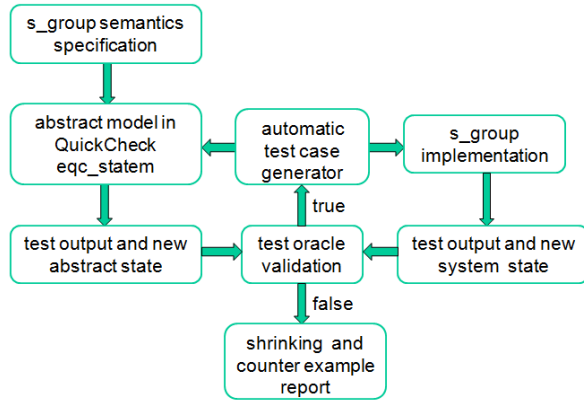 s_group semantics
specification
abstract model in
QuickCheck
eqc_statem
automatic
test case
generator
s_group
implementation
true
test output and new
abstract state
test oracle
validation
test output and new
system state
false
shrinking and
counter example
report